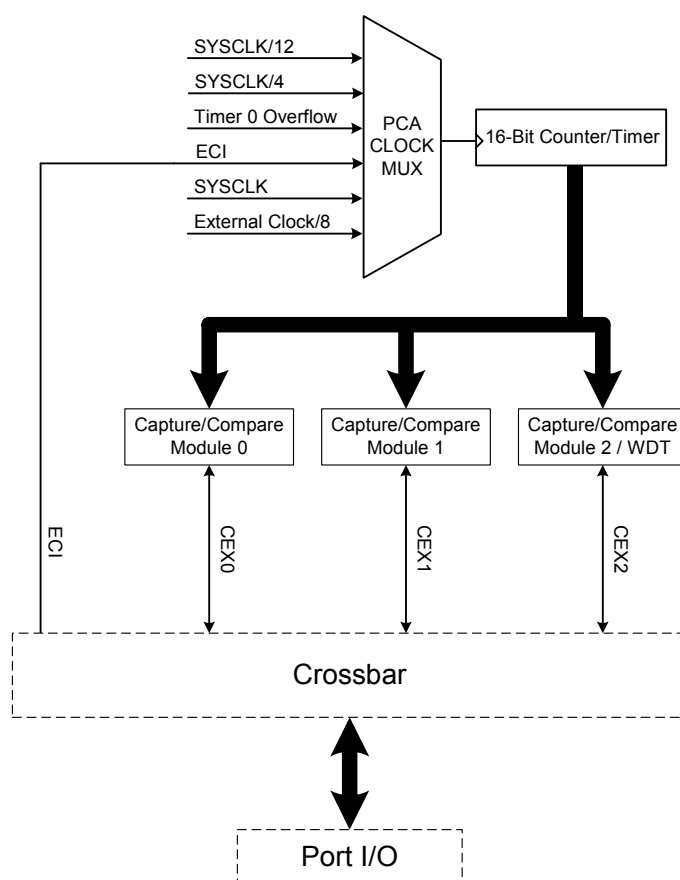 SYSCLK/12
SYSCLK/4
Timer 0 Overflow
ECI
SYSCLK
External Clock/8
PCA
CLOCK
MUX
16-Bit Counter/Timer
Capture/Compare
Module 0
Capture/Compare
Module 1
Capture/Compare
Module 2 / WDT
ECI
CEX0
CEX1
CEX2
Crossbar
Port I/O